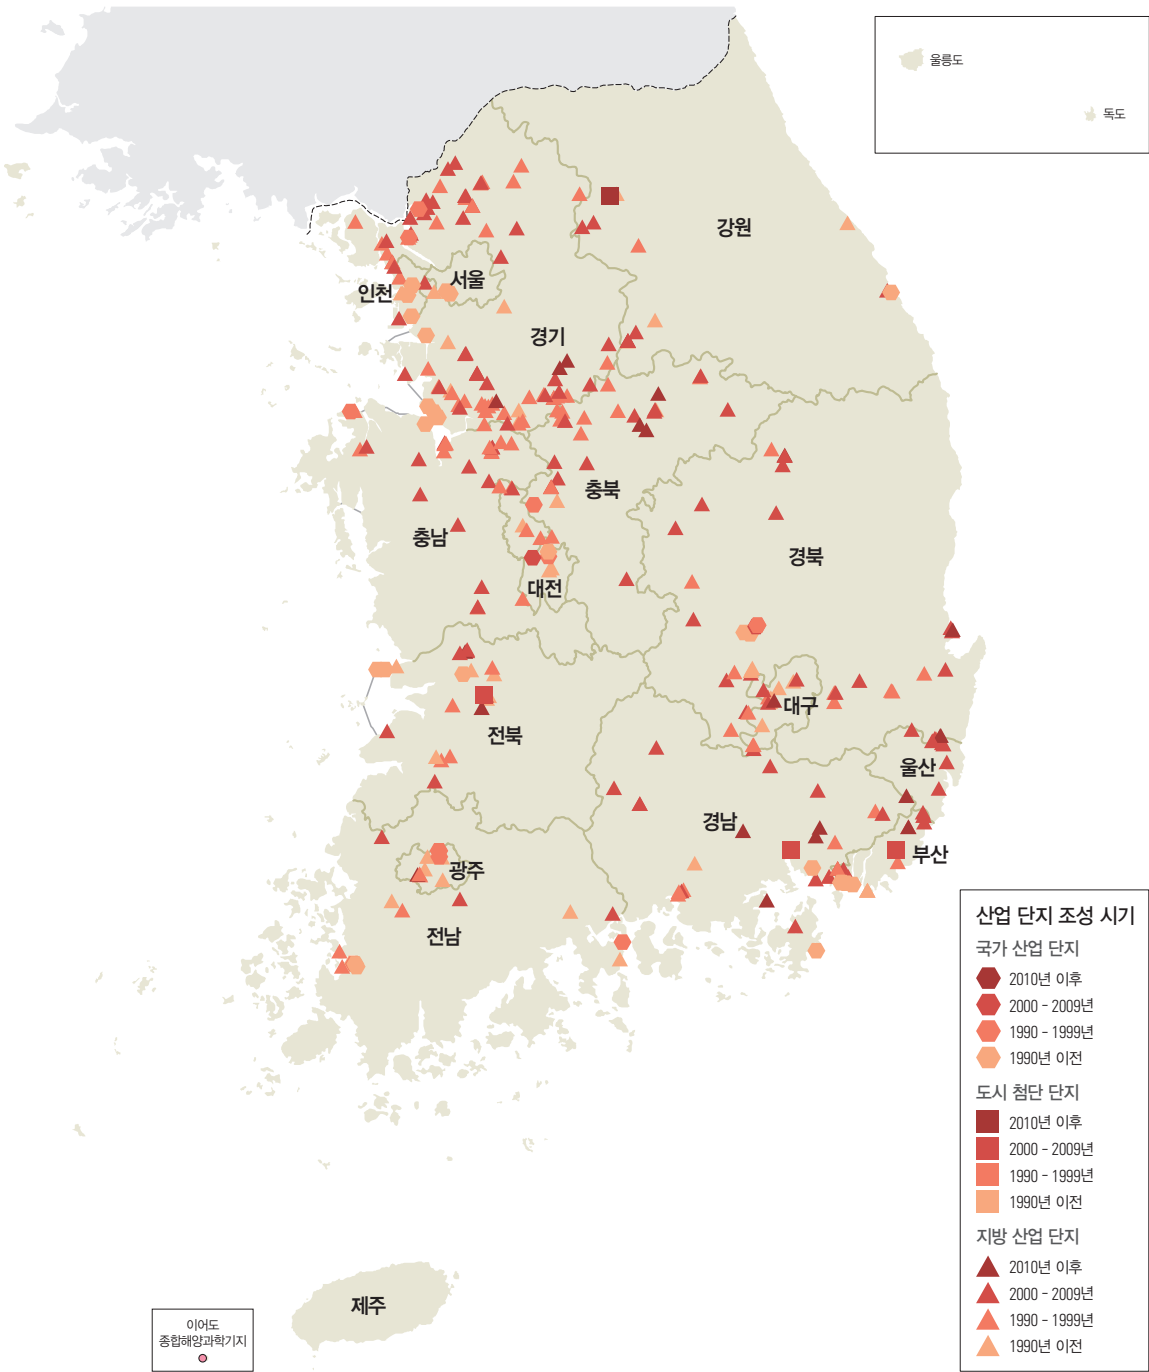 울릉도
독도
강원
서울
인천
경기
충북
충남
경북
대전
대구
전북
울산
경남
부산
광주
전남
제주
이어도
종합해양과학기지
산업 단지 조성 시기
국가 산업 단지
2010년 이후
2000 - 2009년
1990 - 1999년
1990년 이전
도시 첨단 단지
2010년 이후
2000 - 2009년
1990 - 1999년
1990년 이전
지방 산업 단지
2010년 이후
2000 - 2009년
1990 - 1999년
1990년 이전